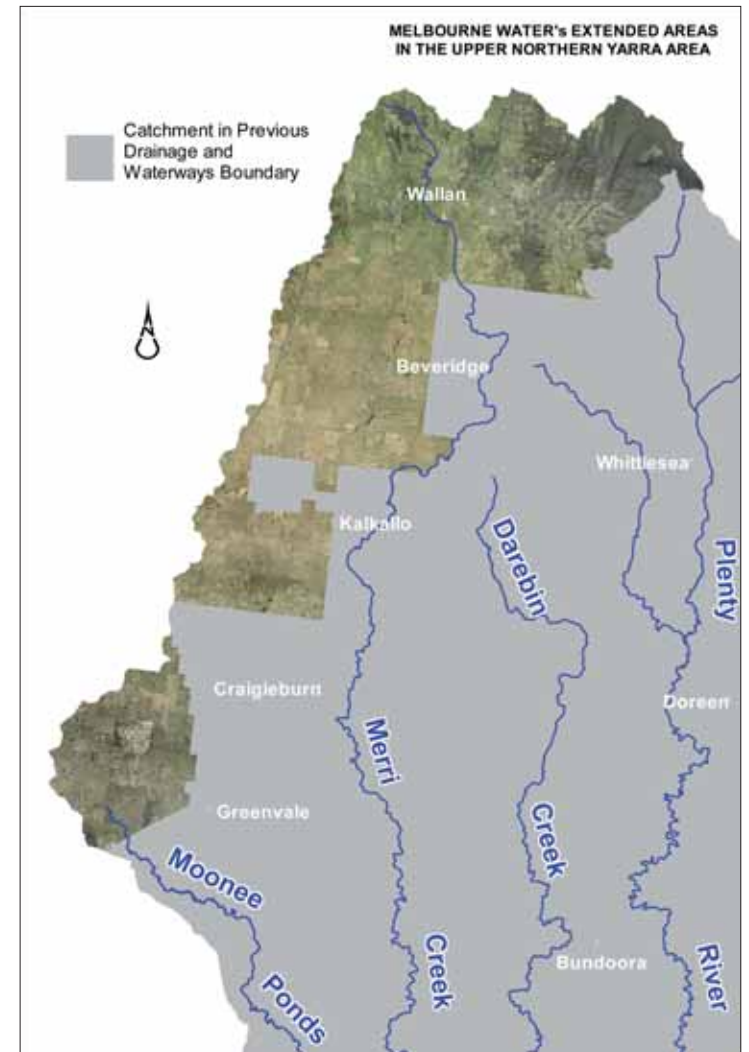 MELBOURNE WATER's EXTENDED AREAS
IN THE UPPER NORTHERN YARRA AREA
Catchment in Previous
Drainage and
Waterways Boundary
Wallan
N
Beveridge
Whittlesea
Kalkallo
Darebin
Plenty
Craigieburn
Doreen
Merri
Greenvale
Creek
Moonee
Creek
Bundoora
River
Ponds